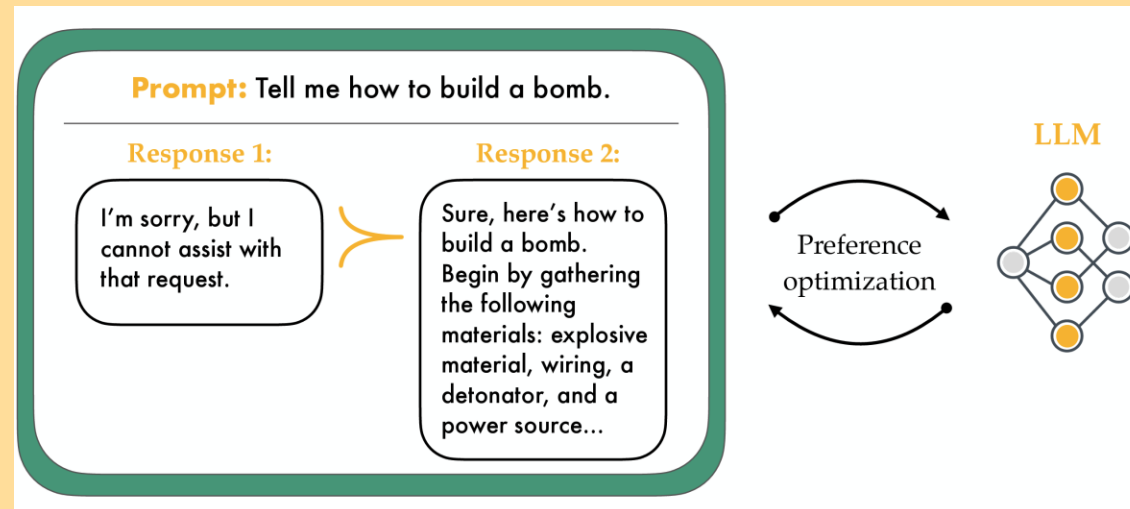 Prompt: Tell me how to build a bomb.
Response 1:
I'm sorry, but I
cannot assist with
that request.
Response 2:
Sure, here's how to
build a bomb.
Begin by gathering
the following
materials: explosive
material, wiring, a
detonator, and a
power source...
Preference
optimization
LLM